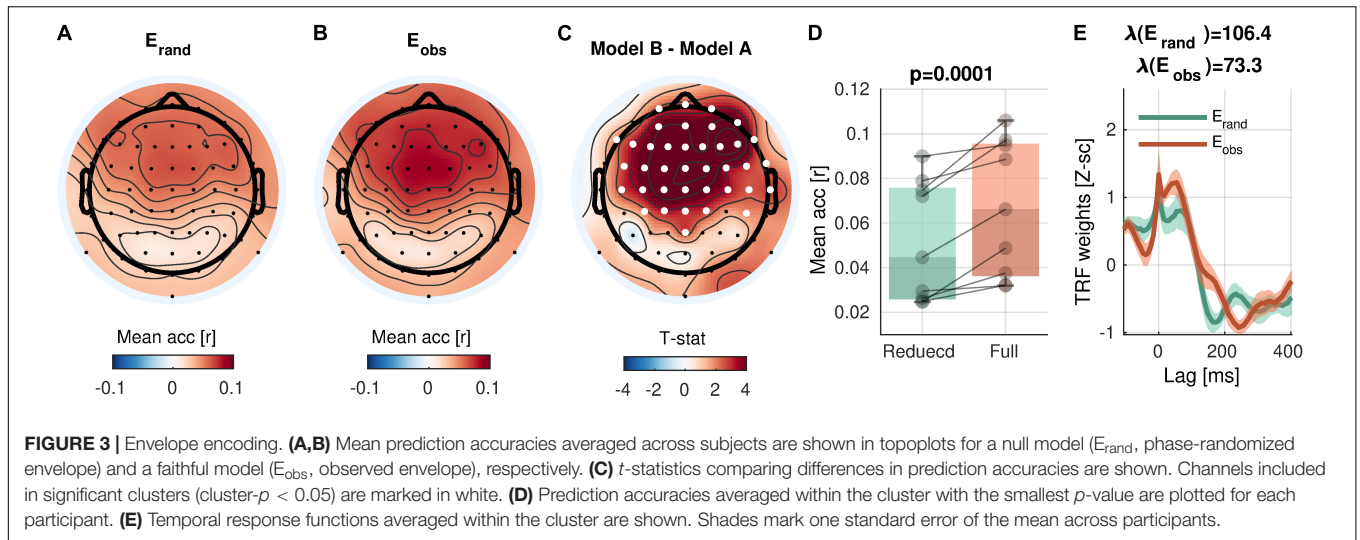 A
E_rand
B
E_obs
C
Model B - Model A
D
p=0.0001
E
λ(E_rand)=106.4
λ(E_obs)=73.3
Mean acc [r]
-0.1 0 0.1
Mean acc [r]
-0.1 0 0.1
T-stat
-4 -2 0 2 4
Mean acc [r]
0.12
0.1
0.08
0.06
0.04
0.02
Reduecd Full
TRF weights [Z-sc]
2
1
0
-1
E_rand
E_obs
0 200 400
Lag [ms]
FIGURE 3 | Envelope encoding. (A,B) Mean prediction accuracies averaged across subjects are shown in topoplots for a null model (E_rand, phase-randomized
envelope) and a faithful model (E_obs, observed envelope), respectively. (C) t-statistics comparing differences in prediction accuracies are shown. Channels included
in significant clusters (cluster-p < 0.05) are marked in white. (D) Prediction accuracies averaged within the cluster with the smallest p-value are plotted for each
participant. (E) Temporal response functions averaged within the cluster are shown. Shades mark one standard error of the mean across participants.